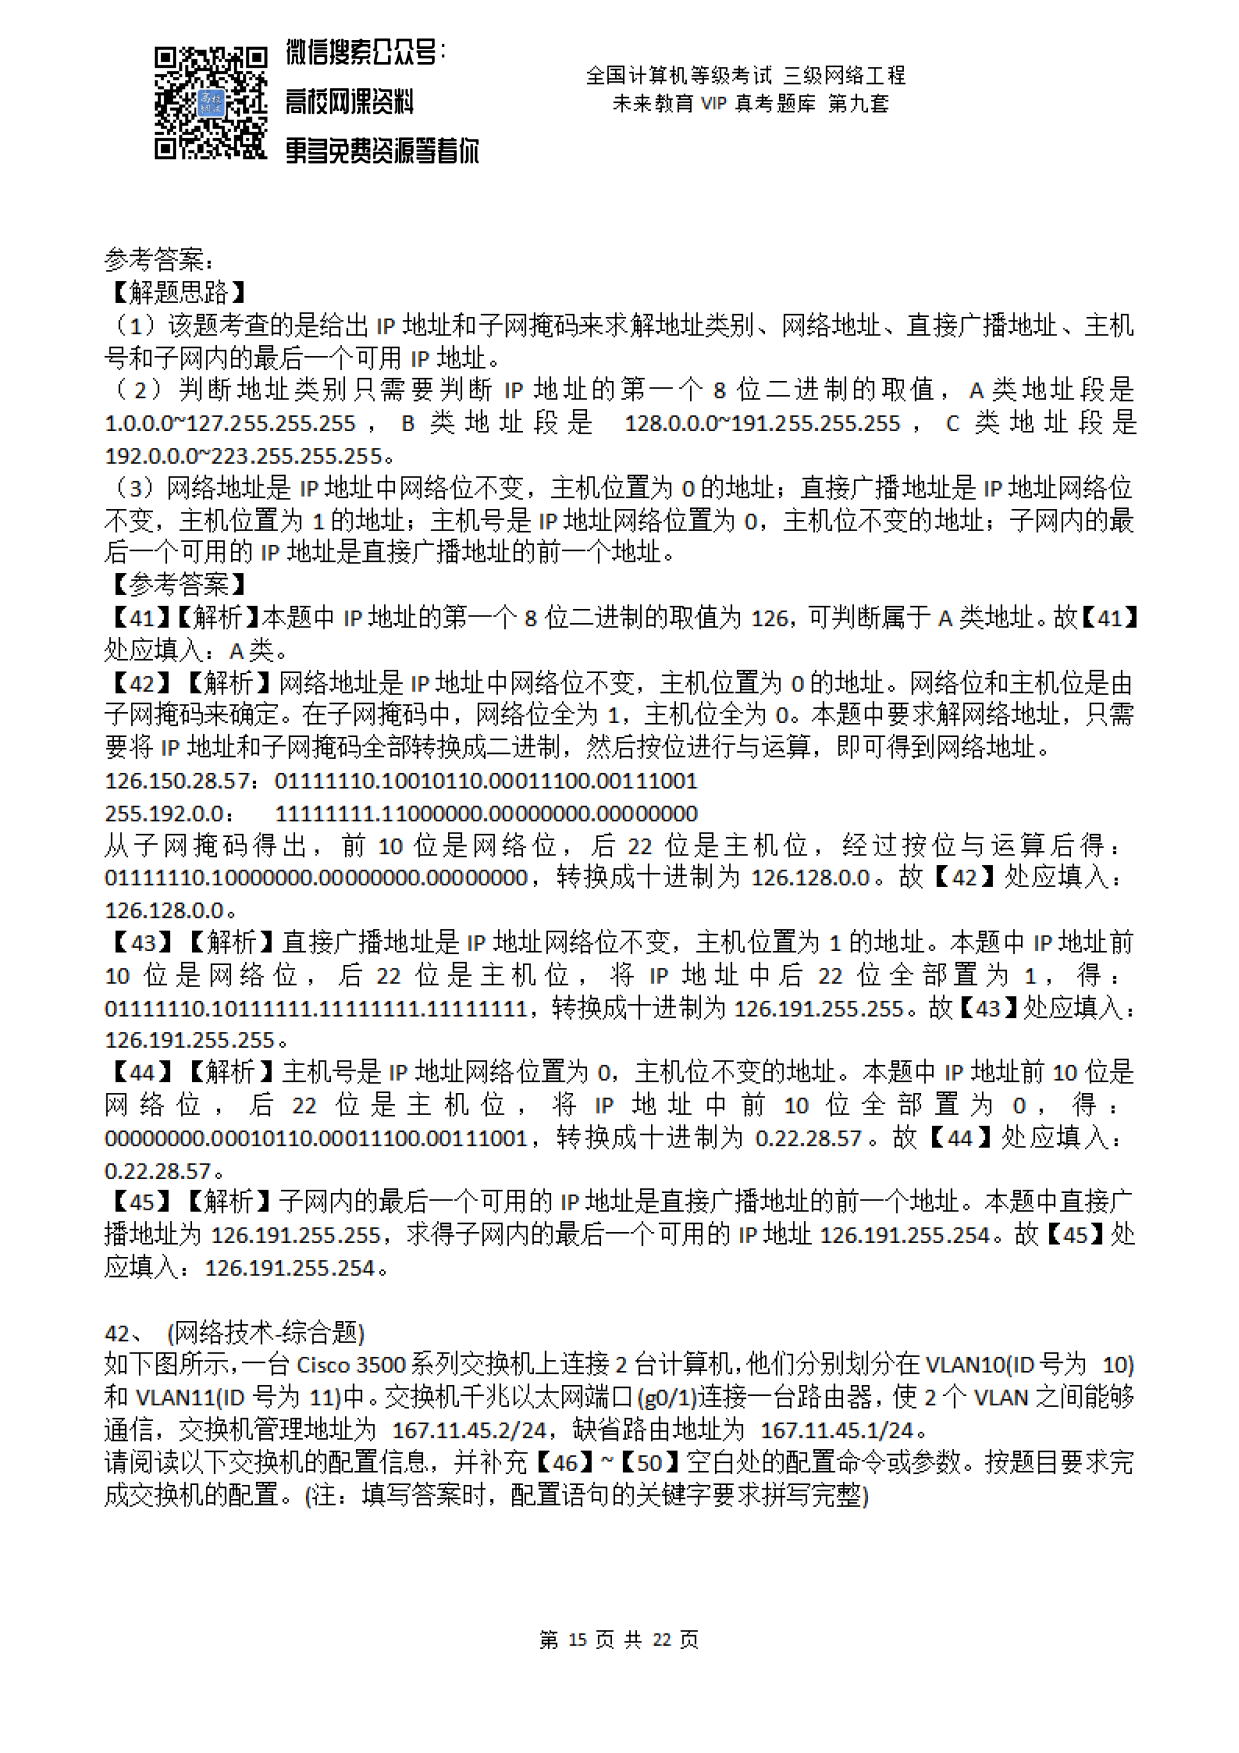 微信搜索公众号：
高校网课资料
更多免费资源等着你
全国计算机等级考试 三级网络工程
未来教育 VIP 真考题库 第九套
参考答案：
【解题思路】
（1）该题考查的是给出 IP 地址和子网掩码来求解地址类别、网络地址、直接广播地址、主机
号和子网内的最后一个可用 IP 地址。
（2）判断地址类别只需要判断 IP 地址的第一个 8 位二进制的取值，A 类地址段是
1.0.0.0~127.255.255.255，B 类地址段是 128.0.0.0~191.255.255.255，C 类地址段是
192.0.0.0~223.255.255.255。
（3）网络地址是 IP 地址中网络位不变，主机位置为 0 的地址；直接广播地址是 IP 地址网络位
不变，主机位置为 1 的地址；主机号是 IP 地址网络位置为 0，主机位不变的地址；子网内的最
后一个可用的 IP 地址是直接广播地址的前一个地址。
【参考答案】
【41】【解析】本题中 IP 地址的第一个 8 位二进制的取值为 126，可判断属于 A 类地址。故【41】
处应填入：A 类。
【42】【解析】网络地址是 IP 地址中网络位不变，主机位置为 0 的地址。网络位和主机位是由
子网掩码来确定。在子网掩码中，网络位全为 1，主机位全为 0。本题中要求解网络地址，只需
要将 IP 地址和子网掩码全部转换成二进制，然后按位进行与运算，即可得到网络地址。
126.150.28.57：01111110.10010110.00011100.00111001
255.192.0.0： 11111111.11000000.00000000.00000000
从子网掩码得出，前 10 位是网络位，后 22 位是主机位，经过按位与运算后得：
01111110.10000000.00000000.00000000，转换成十进制为 126.128.0.0。故【42】处应填入：
126.128.0.0。
【43】【解析】直接广播地址是 IP 地址网络位不变，主机位置为 1 的地址。本题中 IP 地址前
10 位是网络位，后 22 位是主机位，将 IP 地址中后 22 位全部置为 1，得：
01111110.10111111.11111111.11111111，转换成十进制为 126.191.255.255。故【43】处应填入：
126.191.255.255。
【44】【解析】主机号是 IP 地址网络位置为 0，主机位不变的地址。本题中 IP 地址前 10 位是
网络位，后 22 位是主机位，将 IP 地址中前 10 位全部置为 0，得：
00000000.00010110.00011100.00111001，转换成十进制为 0.22.28.57。故【44】处应填入：
0.22.28.57。
【45】【解析】子网内的最后一个可用的 IP 地址是直接广播地址的前一个地址。本题中直接广
播地址为 126.191.255.255，求得子网内的最后一个可用的 IP 地址 126.191.255.254。故【45】处
应填入：126.191.255.254。
42、 (网络技术-综合题)
如下图所示，一台 Cisco 3500 系列交换机上连接 2 台计算机，他们分别划分在 VLAN10(ID 号为 10)
和 VLAN11(ID 号为 11)中。交换机千兆以太网端口(g0/1)连接一台路由器，使 2 个 VLAN 之间能够
通信，交换机管理地址为 167.11.45.2/24，缺省路由地址为 167.11.45.1/24。
请阅读以下交换机的配置信息，并补充【46】~【50】空白处的配置命令或参数。按题目要求完
成交换机的配置。(注：填写答案时，配置语句的关键字要求拼写完整)
第 15 页 共 22 页